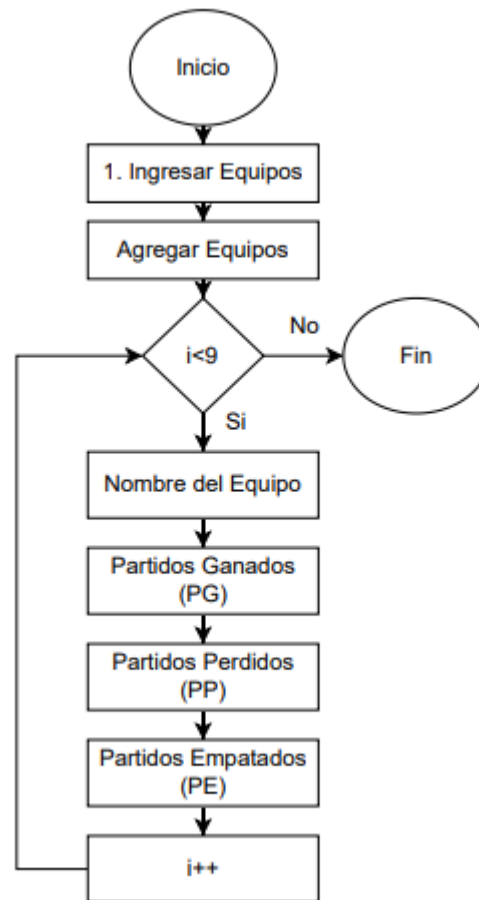 Inicio
1. Ingresar Equipos
Agregar Equipos
i<9
No
Fin
Si
Nombre del Equipo
Partidos Ganados
(PG)
Partidos Perdidos
(PP)
Partidos Empatados
(PE)
i++